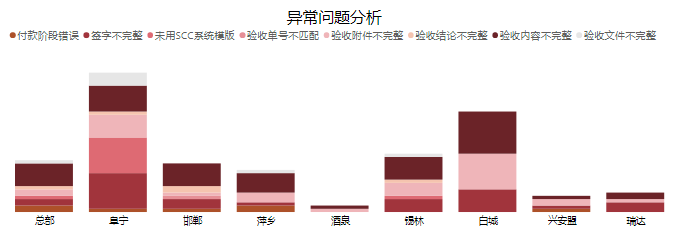 异常问题分析
付款阶段错误 签字不完整 未用SCC系统模版 验收单号不匹配 验收附件不完整 验收结论不完整 验收内容不完整 验收文件不完整
总部 阜宁 邯郸 萍乡 酒泉 锡林 白城 兴安盟 瑞达